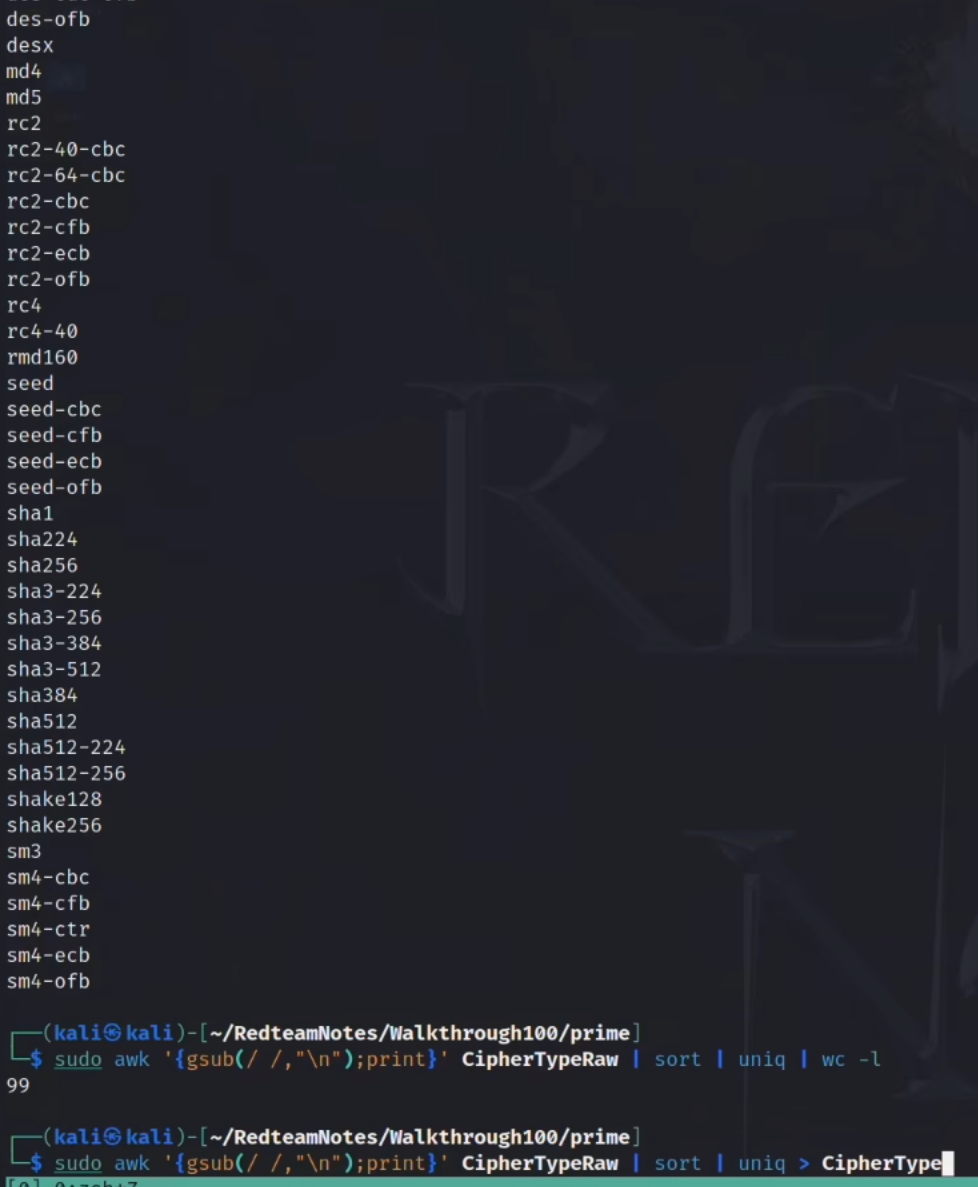 des-ofb
desx
md4
md5
rc2
rc2-40-cbc
rc2-64-cbc
rc2-cbc
rc2-cfb
rc2-ecb
rc2-ofb
rc4
rc4-40
rmd160
seed
seed-cbc
seed-cfb
seed-ecb
seed-ofb
sha1
sha224
sha256
sha3-224
sha3-256
sha3-384
sha3-512
sha384
sha512
sha512-224
sha512-256
shake128
shake256
sm3
sm4-cbc
sm4-cfb
sm4-ctr
sm4-ecb
sm4-ofb
┌──(kali㉿kali)-[~/RedteamNotes/Walkthrough100/prime]
└─$ sudo awk '{gsub(/ /,"\n");print}' CipherTypeRaw | sort | uniq | wc -l
99
┌──(kali㉿kali)-[~/RedteamNotes/Walkthrough100/prime]
└─$ sudo awk '{gsub(/ /,"\n");print}' CipherTypeRaw | sort | uniq > CipherType